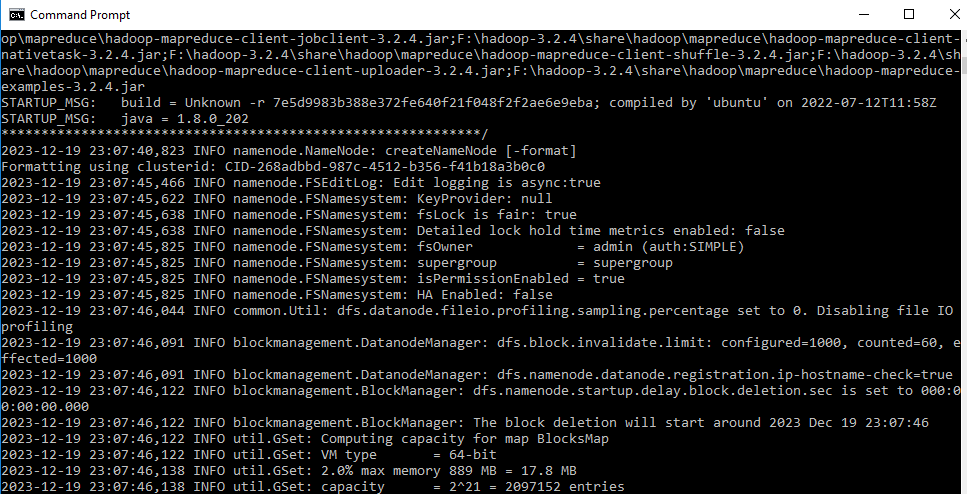 Command Prompt
op\mapreduce\hadoop-mapreduce-client-jobclient-3.2.4.jar;F:\hadoop-3.2.4\share\hadoop\mapreduce\hadoop-mapreduce-client-
nativetask-3.2.4.jar;F:\hadoop-3.2.4\share\hadoop\mapreduce\hadoop-mapreduce-client-shuffle-3.2.4.jar;F:\hadoop-3.2.4\sh
are\hadoop\mapreduce\hadoop-mapreduce-client-uploader-3.2.4.jar;F:\hadoop-3.2.4\share\hadoop\mapreduce\hadoop-mapreduce-
examples-3.2.4.jar
STARTUP_MSG:   build = Unknown -r 7e5d9983b388e372fe640f21f048f2f2ae6e9eba; compiled by 'ubuntu' on 2022-07-12T11:58Z
STARTUP_MSG:   java = 1.8.0_202
************************************************************/
2023-12-19 23:07:40,823 INFO namenode.NameNode: createNameNode [-format]
Formatting using clusterid: CID-268adbbd-987c-4512-b356-f41b18a3b0c0
2023-12-19 23:07:45,466 INFO namenode.FSEditLog: Edit logging is async:true
2023-12-19 23:07:45,622 INFO namenode.FSNamesystem: KeyProvider: null
2023-12-19 23:07:45,638 INFO namenode.FSNamesystem: fsLock is fair: true
2023-12-19 23:07:45,638 INFO namenode.FSNamesystem: Detailed lock hold time metrics enabled: false
2023-12-19 23:07:45,825 INFO namenode.FSNamesystem: fsOwner             = admin (auth:SIMPLE)
2023-12-19 23:07:45,825 INFO namenode.FSNamesystem: supergroup          = supergroup
2023-12-19 23:07:45,825 INFO namenode.FSNamesystem: isPermissionEnabled = true
2023-12-19 23:07:45,825 INFO namenode.FSNamesystem: HA Enabled: false
2023-12-19 23:07:46,044 INFO common.Util: dfs.datanode.fileio.profiling.sampling.percentage set to 0. Disabling file IO
profiling
2023-12-19 23:07:46,091 INFO blockmanagement.DatanodeManager: dfs.block.invalidate.limit: configured=1000, counted=60, e
ffected=1000
2023-12-19 23:07:46,091 INFO blockmanagement.DatanodeManager: dfs.namenode.datanode.registration.ip-hostname-check=true
2023-12-19 23:07:46,122 INFO blockmanagement.BlockManager: dfs.namenode.startup.delay.block.deletion.sec is set to 000:0
0:00:00.000
2023-12-19 23:07:46,122 INFO blockmanagement.BlockManager: The block deletion will start around 2023 Dec 19 23:07:46
2023-12-19 23:07:46,122 INFO util.GSet: Computing capacity for map BlocksMap
2023-12-19 23:07:46,122 INFO util.GSet: VM type       = 64-bit
2023-12-19 23:07:46,138 INFO util.GSet: 2.0% max memory 889 MB = 17.8 MB
2023-12-19 23:07:46,138 INFO util.GSet: capacity      = 2^21 = 2097152 entries